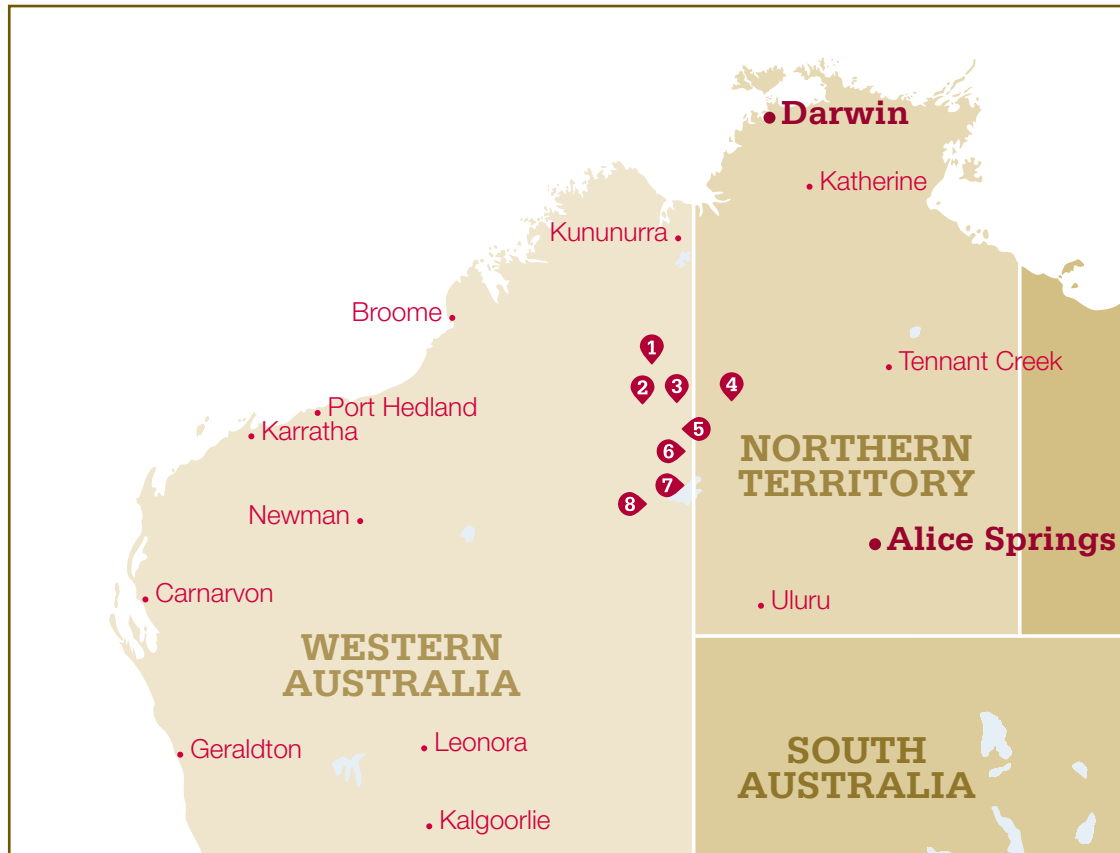 Darwin
Katherine
Kununurra
Broome
1
Tennant Creek
2
3
4
Port Hedland
Karratha
5
6
NORTHERN
TERRITORY
7
8
Newman
Alice Springs
Carnarvon
Uluru
WESTERN
AUSTRALIA
Geraldton
Leonora
SOUTH
AUSTRALIA
Kalgoorlie